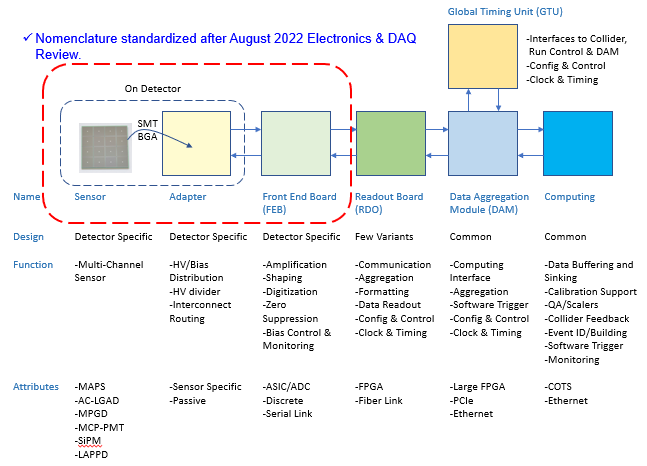 Global Timing Unit (GTU)
✓ Nomenclature standardized after August 2022 Electronics & DAQ
Review.
-Interfaces to Collider,
Run Control & DAM
-Config & Control
-Clock & Timing
On Detector
SMT
BGA
Name Sensor Adapter Front End Board Readout Board Data Aggregation Computing
(FEB) (RDO) Module (DAM)
Design Detector Specific Detector Specific Detector Specific Few Variants Common Common
Function -Multi-Channel -HV/Bias -Amplification -Communication -Computing -Data Buffering and
Sensor Distribution -Shaping -Aggregation Interface Sinking
-HV divider -Digitization -Formatting -Aggregation -Calibration Support
-Interconnect -Zero -Data Readout -Software Trigger -QA/Scalers
Routing Suppression -Config & Control -Config & Control -Collider Feedback
-Bias Control & -Clock & Timing -Clock & Timing -Event ID/Building
Monitoring -Software Trigger
-Monitoring
Attributes -MAPS -Sensor Specific -ASIC/ADC -FPGA -Large FPGA -COTS
-AC-LGAD -Passive -Discrete -Fiber Link -PCIe -Ethernet
-MPGD -Serial Link -Ethernet
-MCP-PMT
-SiPM
-LAPPD